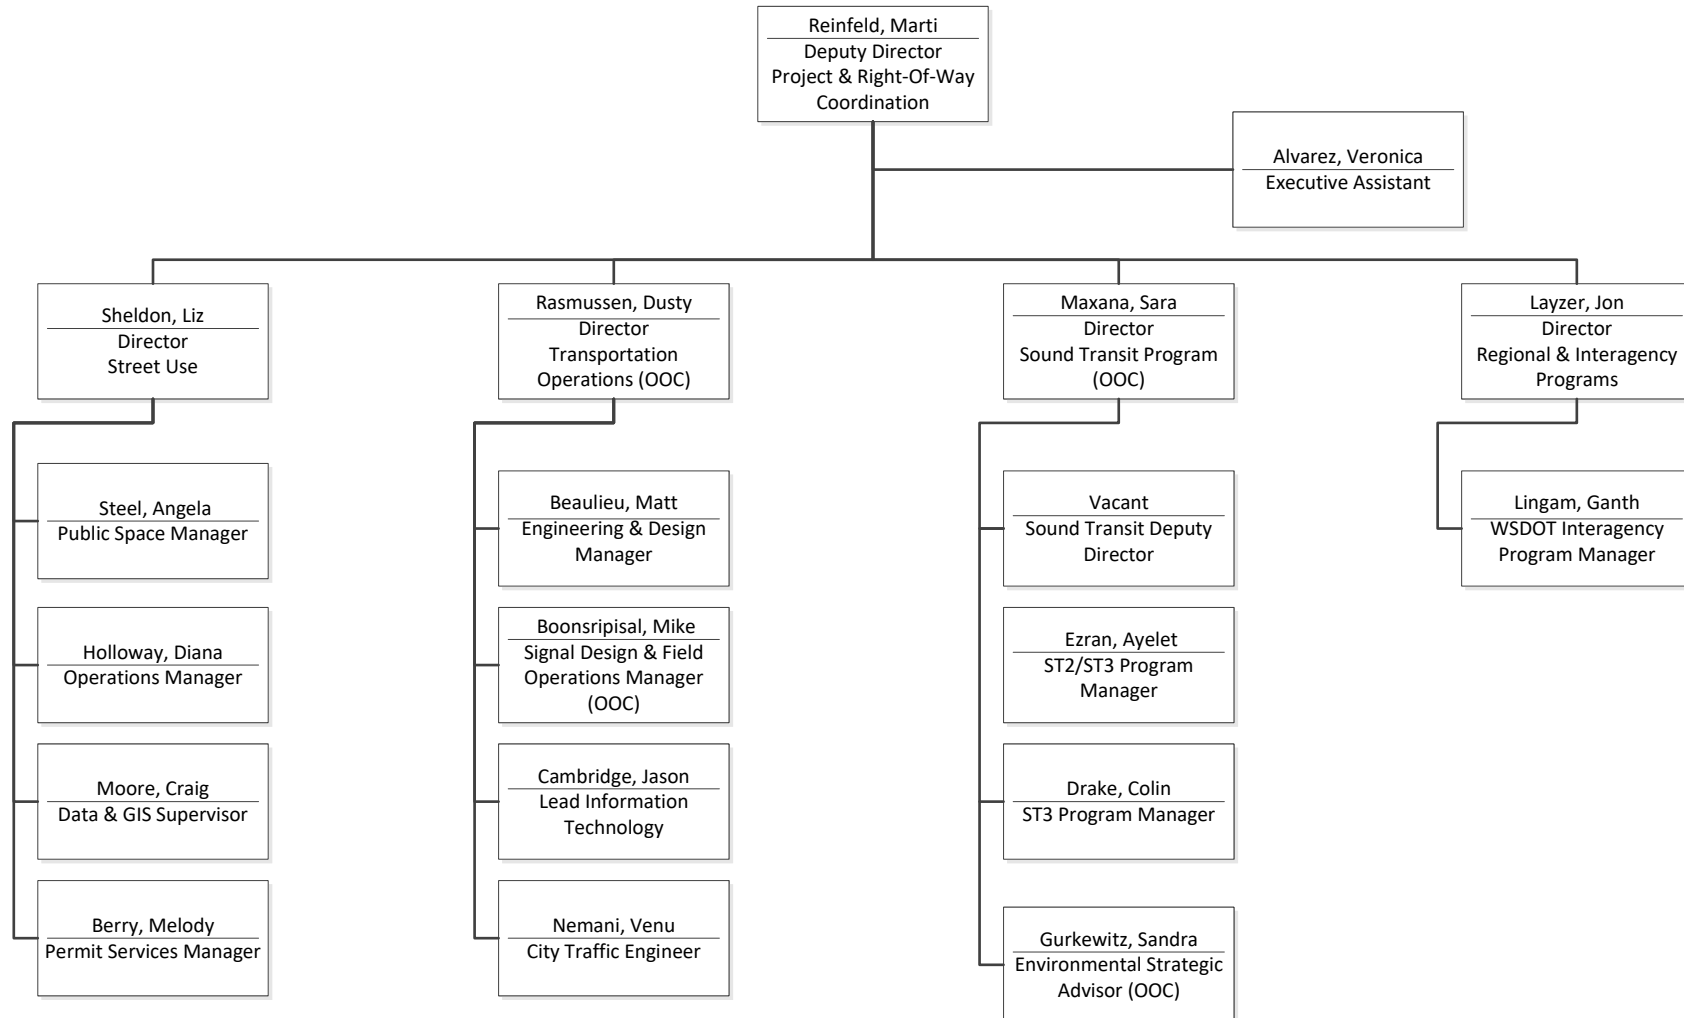 Reinfeld, Marti
Deputy Director
Project & Right-Of-Way
Coordination
Alvarez, Veronica
Executive Assistant
Sheldon, Liz
Director
Street Use
Rasmussen, Dusty
Director
Transportation
Operations (OOC)
Maxana, Sara
Director
Sound Transit Program
(OOC)
Layzer, Jon
Director
Regional & Interagency
Programs
Steel, Angela
Public Space Manager
Beaulieu, Matt
Engineering & Design
Manager
Vacant
Sound Transit Deputy
Director
Lingam, Ganth
WSDOT Interagency
Program Manager
Holloway, Diana
Operations Manager
Boonsripisal, Mike
Signal Design & Field
Operations Manager
(OOC)
Ezran, Ayelet
ST2/ST3 Program
Manager
Moore, Craig
Data & GIS Supervisor
Cambridge, Jason
Lead Information
Technology
Drake, Colin
ST3 Program Manager
Berry, Melody
Permit Services Manager
Nemani, Venu
City Traffic Engineer
Gurkewitz, Sandra
Environmental Strategic
Advisor (OOC)